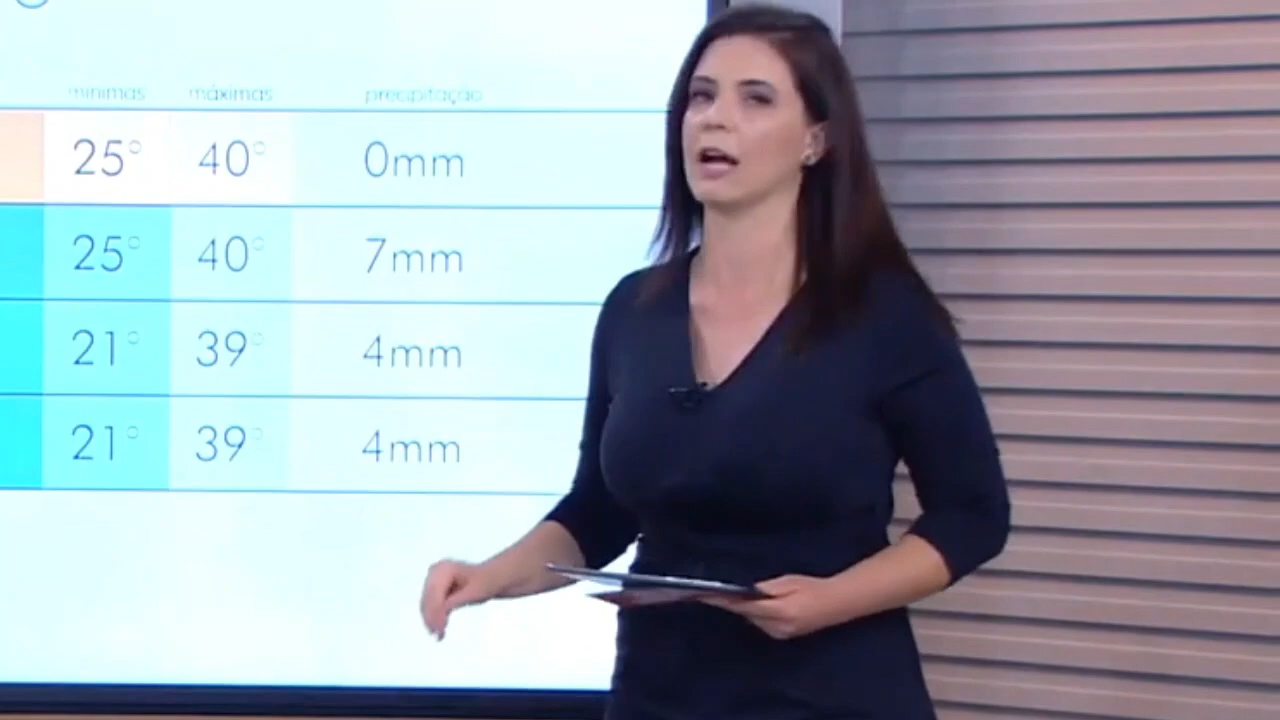 mínimas máximas precipitação
25° 40° 0mm
25° 40° 7mm
21° 39° 4mm
21° 39° 4mm